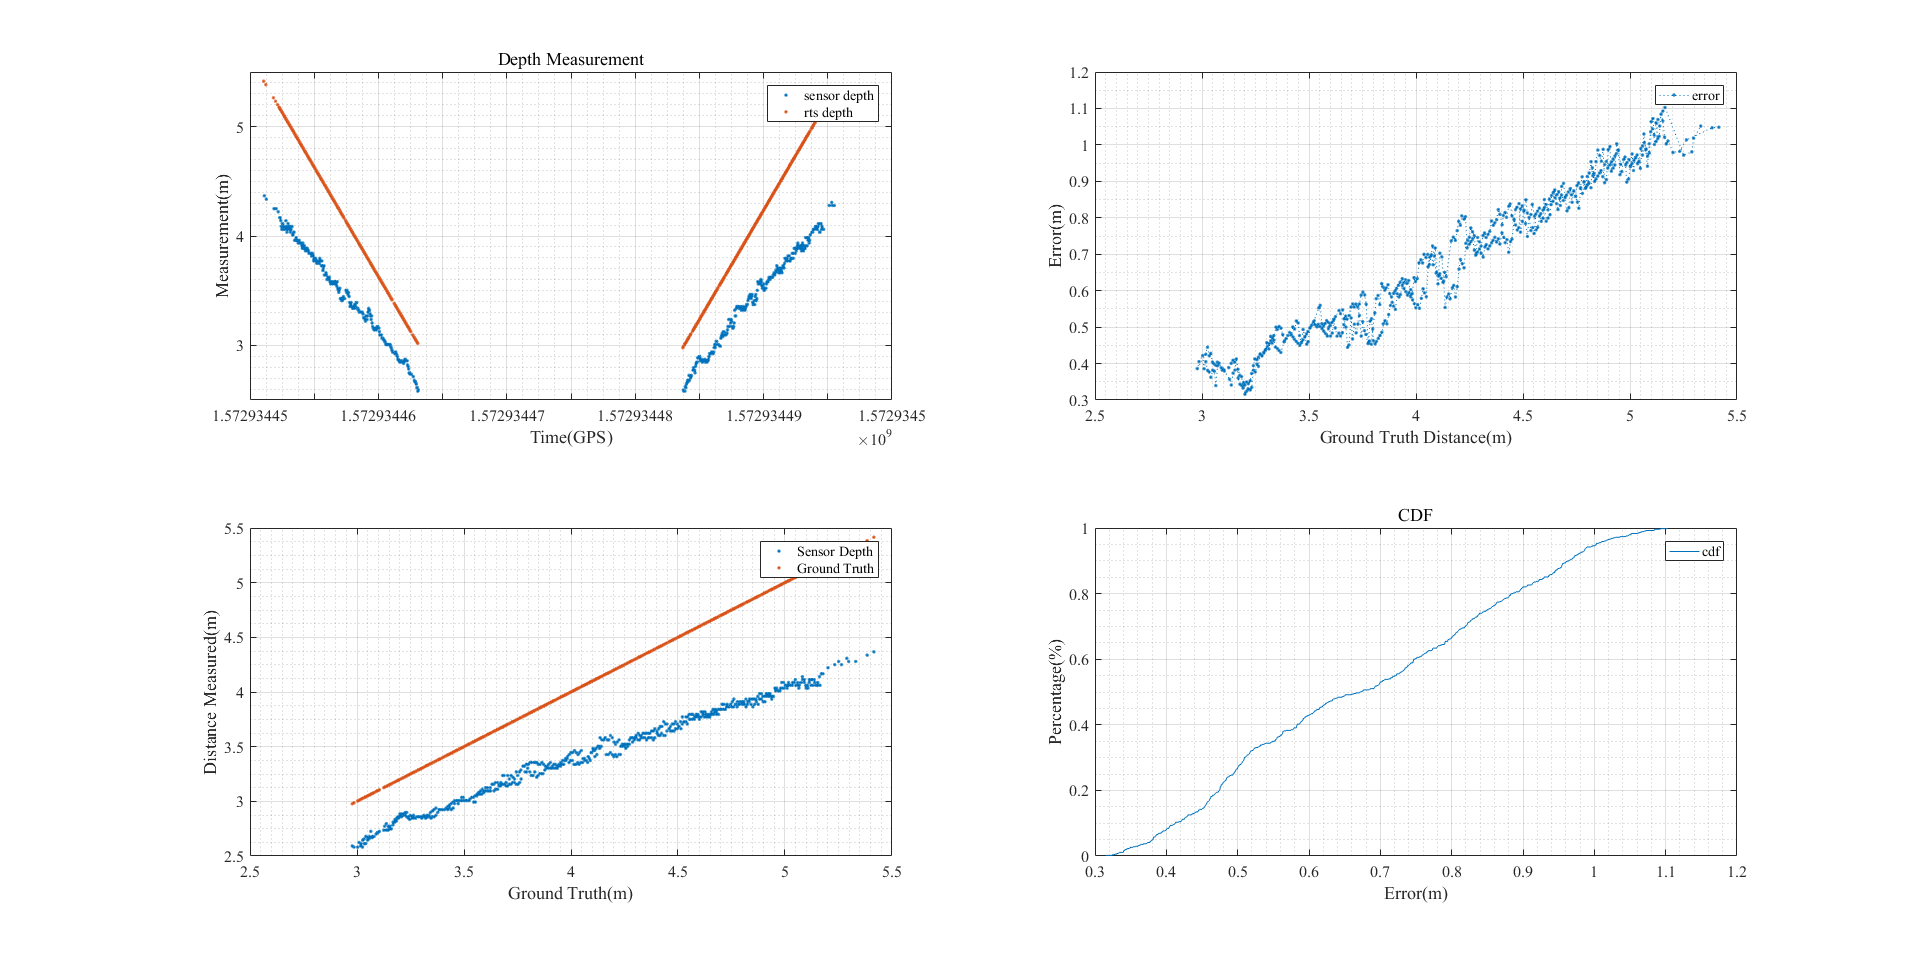 Depth Measurement
sensor depth
rts depth
5
4
3
Measurement(m)
1.57293445 1.57293446 1.57293447 1.57293448 1.57293449 1.57293445
Time(GPS)
×10^9
error
1.2
1.1
1
0.9
0.8
0.7
0.6
0.5
0.4
0.3
Error(m)
2.5 3 3.5 4 4.5 5 5.5
Ground Truth Distance(m)
Sensor Depth
Ground Truth
5.5
5
4.5
4
3.5
3
2.5
Distance Measured(m)
2.5 3 3.5 4 4.5 5 5.5
Ground Truth(m)
CDF
cdf
1
0.8
0.6
0.4
0.2
0
Percentage(%)
0.3 0.4 0.5 0.6 0.7 0.8 0.9 1 1.1 1.2
Error(m)